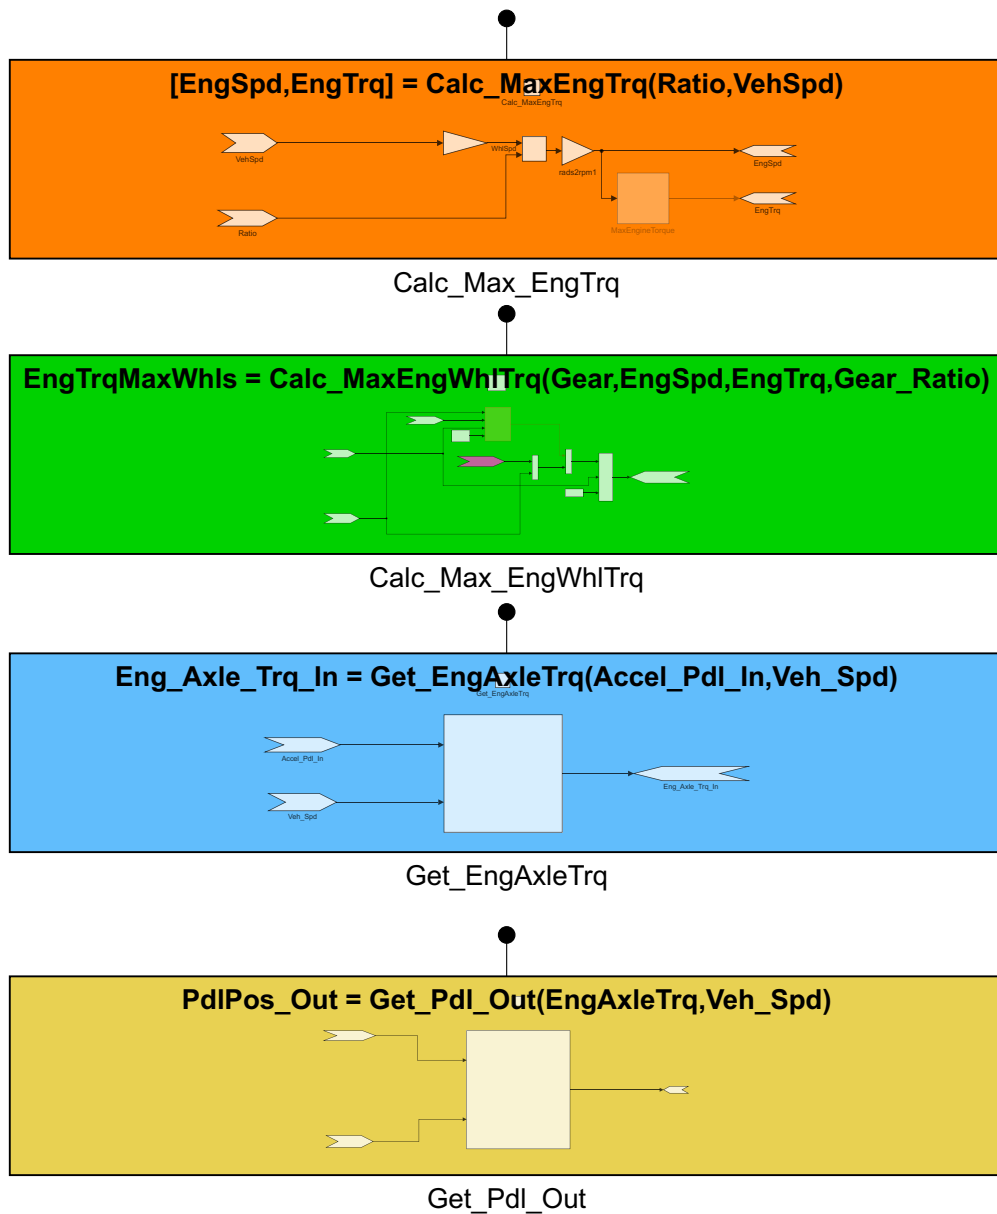 [EngSpd,EngTrq] = Calc_MaxEngTrq(Ratio,VehSpd)
Calc_MaxEngTrq
VehSpd
WhlSpd
rads2rpm1
EngSpd
EngTrq
Ratio
MaxEngineTorque
Calc_Max_EngTrq
EngTrqMaxWhls = Calc_MaxEngWhlTrq(Gear,EngSpd,EngTrq,Gear_Ratio)
Calc_Max_EngWhlTrq
Eng_Axle_Trq_In = Get_EngAxleTrq(Accel_Pdl_In,Veh_Spd)
Get_EngAxleTrq
Accel_Pdl_In
Eng_Axle_Trq_In
Veh_Spd
Get_EngAxleTrq
PdlPos_Out = Get_Pdl_Out(EngAxleTrq,Veh_Spd)
Get_Pdl_Out